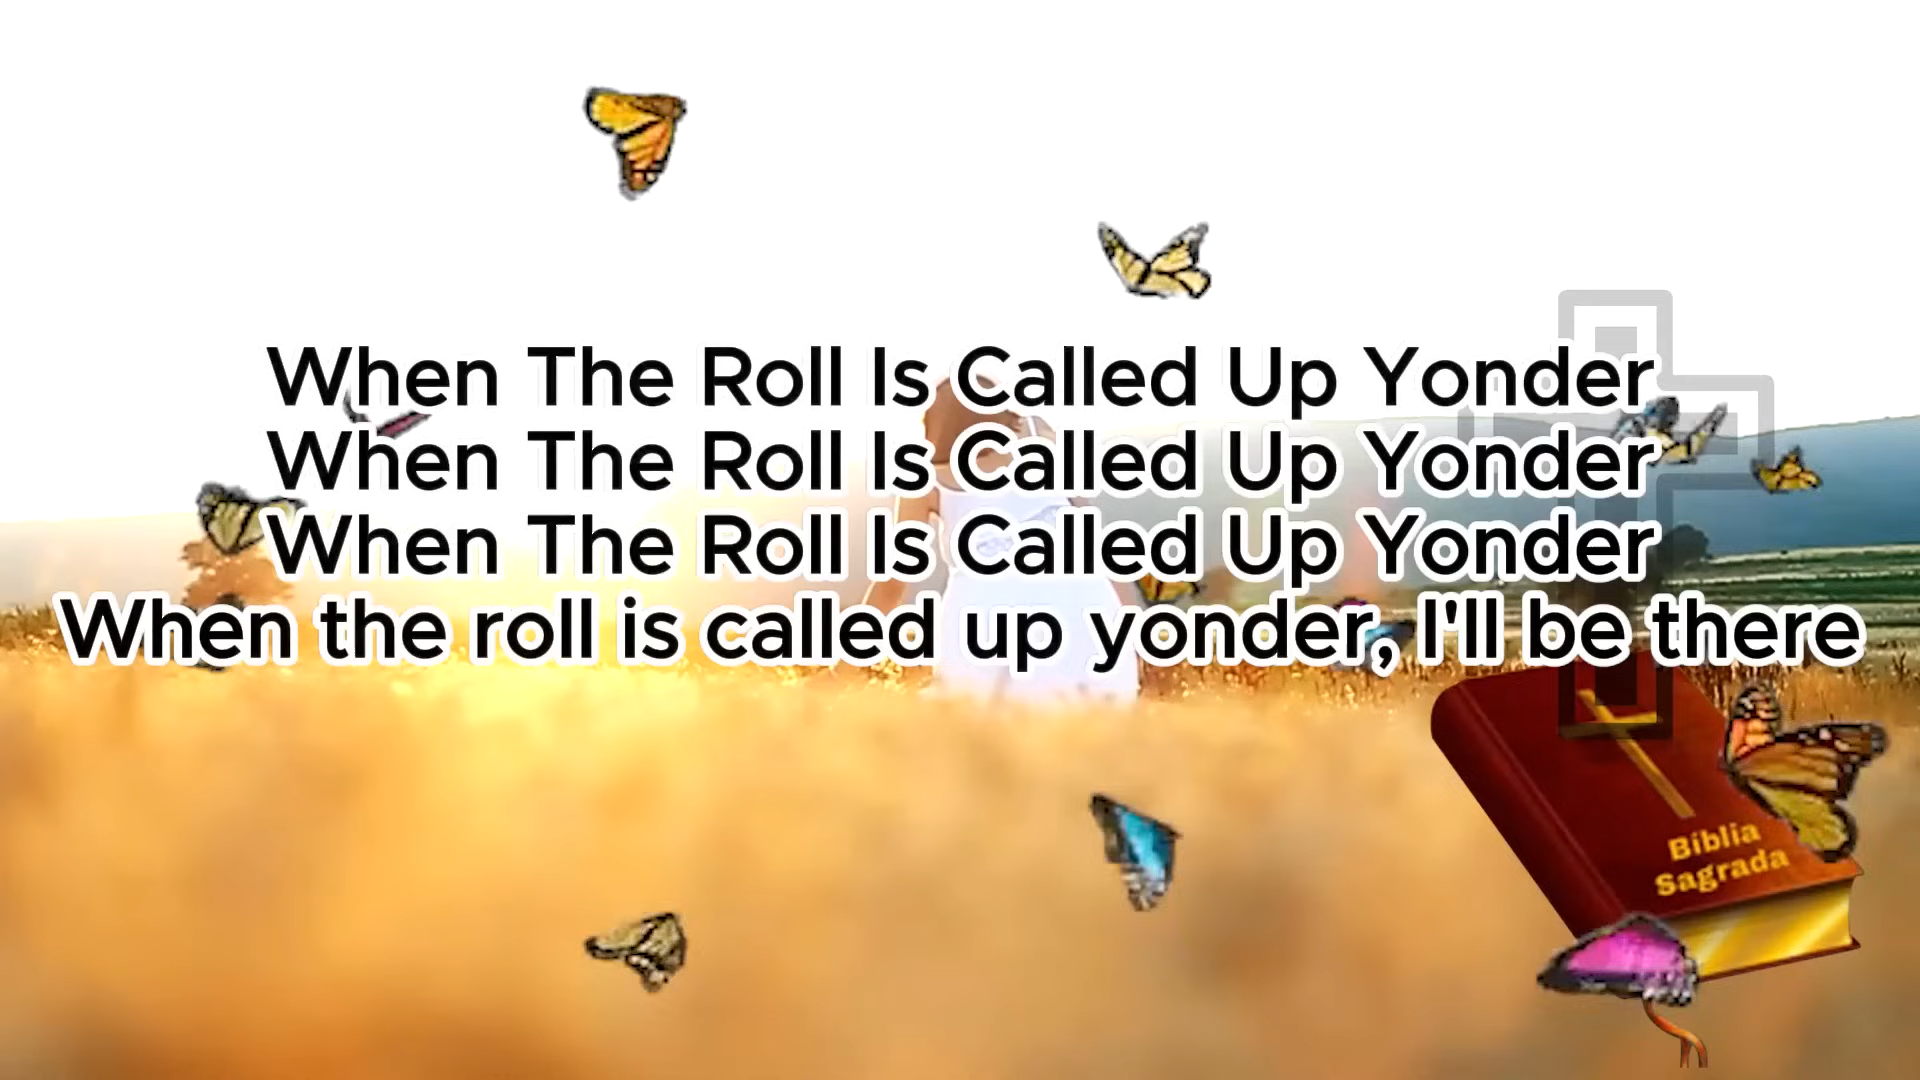 When The Roll Is Called Up Yonder
When The Roll Is Called Up Yonder
When The Roll Is Called Up Yonder
When the roll is called up yonder, I'll be there
Bíblia
Sagrada